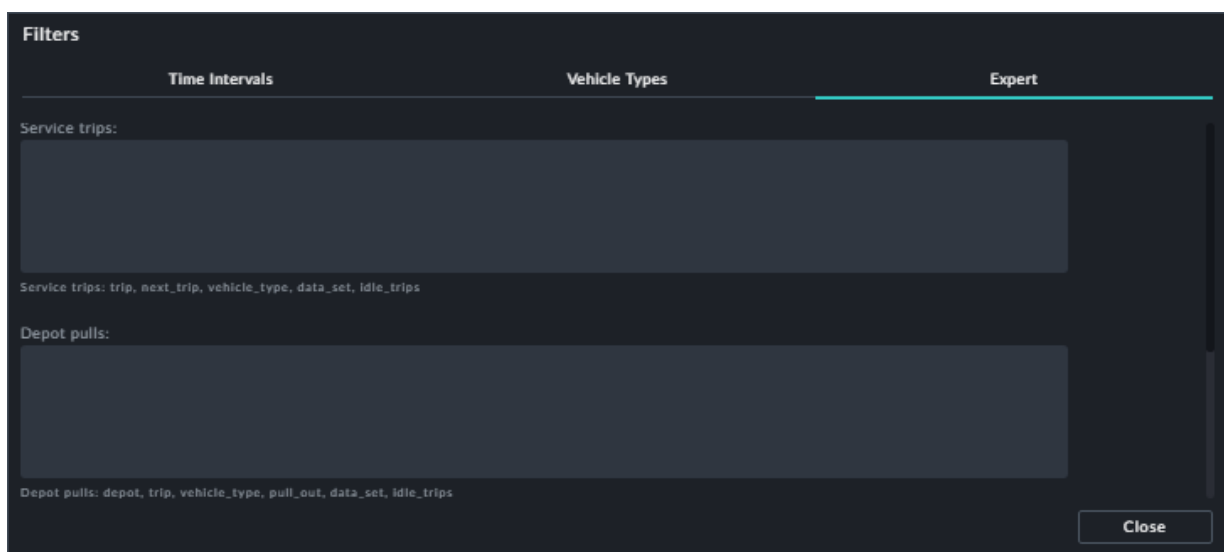 Filters
Time Intervals
Vehicle Types
Expert
Service trips:
Service trips: trip, next_trip, vehicle_type, data_set, idle_trips
Depot pulls:
Depot pulls: depot, trip, vehicle_type, pull_out, data_set, idle_trips
Close